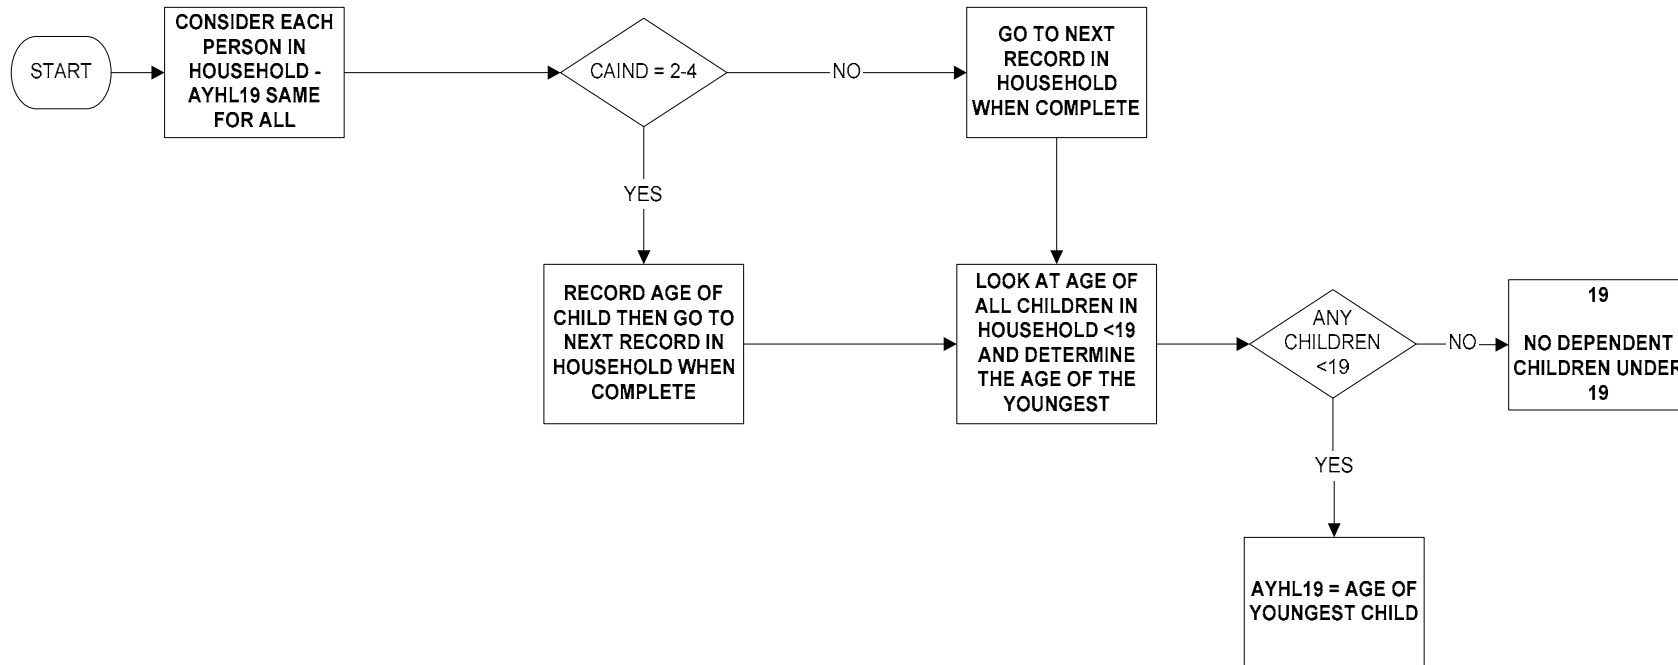 START
CONSIDER EACH
PERSON IN
HOUSEHOLD -
AYHL19 SAME
FOR ALL
CAIND = 2-4
NO
GO TO NEXT
RECORD IN
HOUSEHOLD
WHEN COMPLETE
YES
RECORD AGE OF
CHILD THEN GO TO
NEXT RECORD IN
HOUSEHOLD WHEN
COMPLETE
LOOK AT AGE OF
ALL CHILDREN IN
HOUSEHOLD <19
AND DETERMINE
THE AGE OF THE
YOUNGEST
ANY
CHILDREN
<19
NO
19
NO DEPENDENT
CHILDREN UNDER
19
YES
AYHL19 = AGE OF
YOUNGEST CHILD